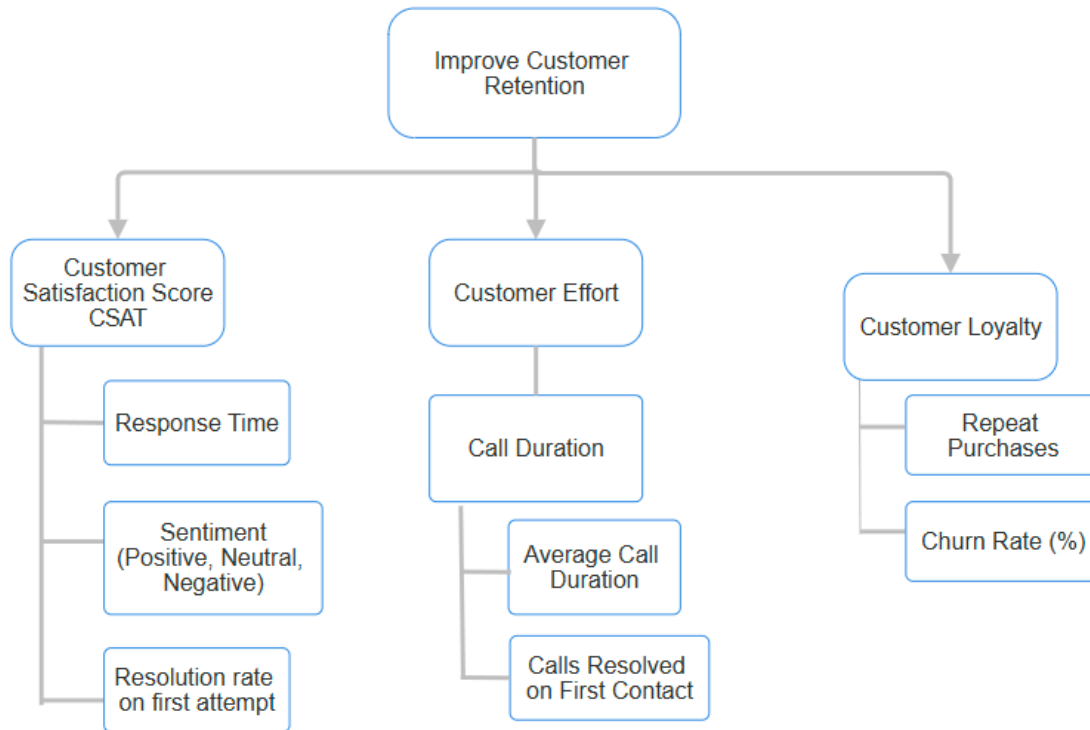 Improve Customer
Retention
Customer
Satisfaction Score
CSAT
Response Time
Sentiment
(Positive, Neutral,
Negative)
Resolution rate
on first attempt
Customer Effort
Call Duration
Average Call
Duration
Calls Resolved
on First Contact
Customer Loyalty
Repeat
Purchases
Churn Rate (%)